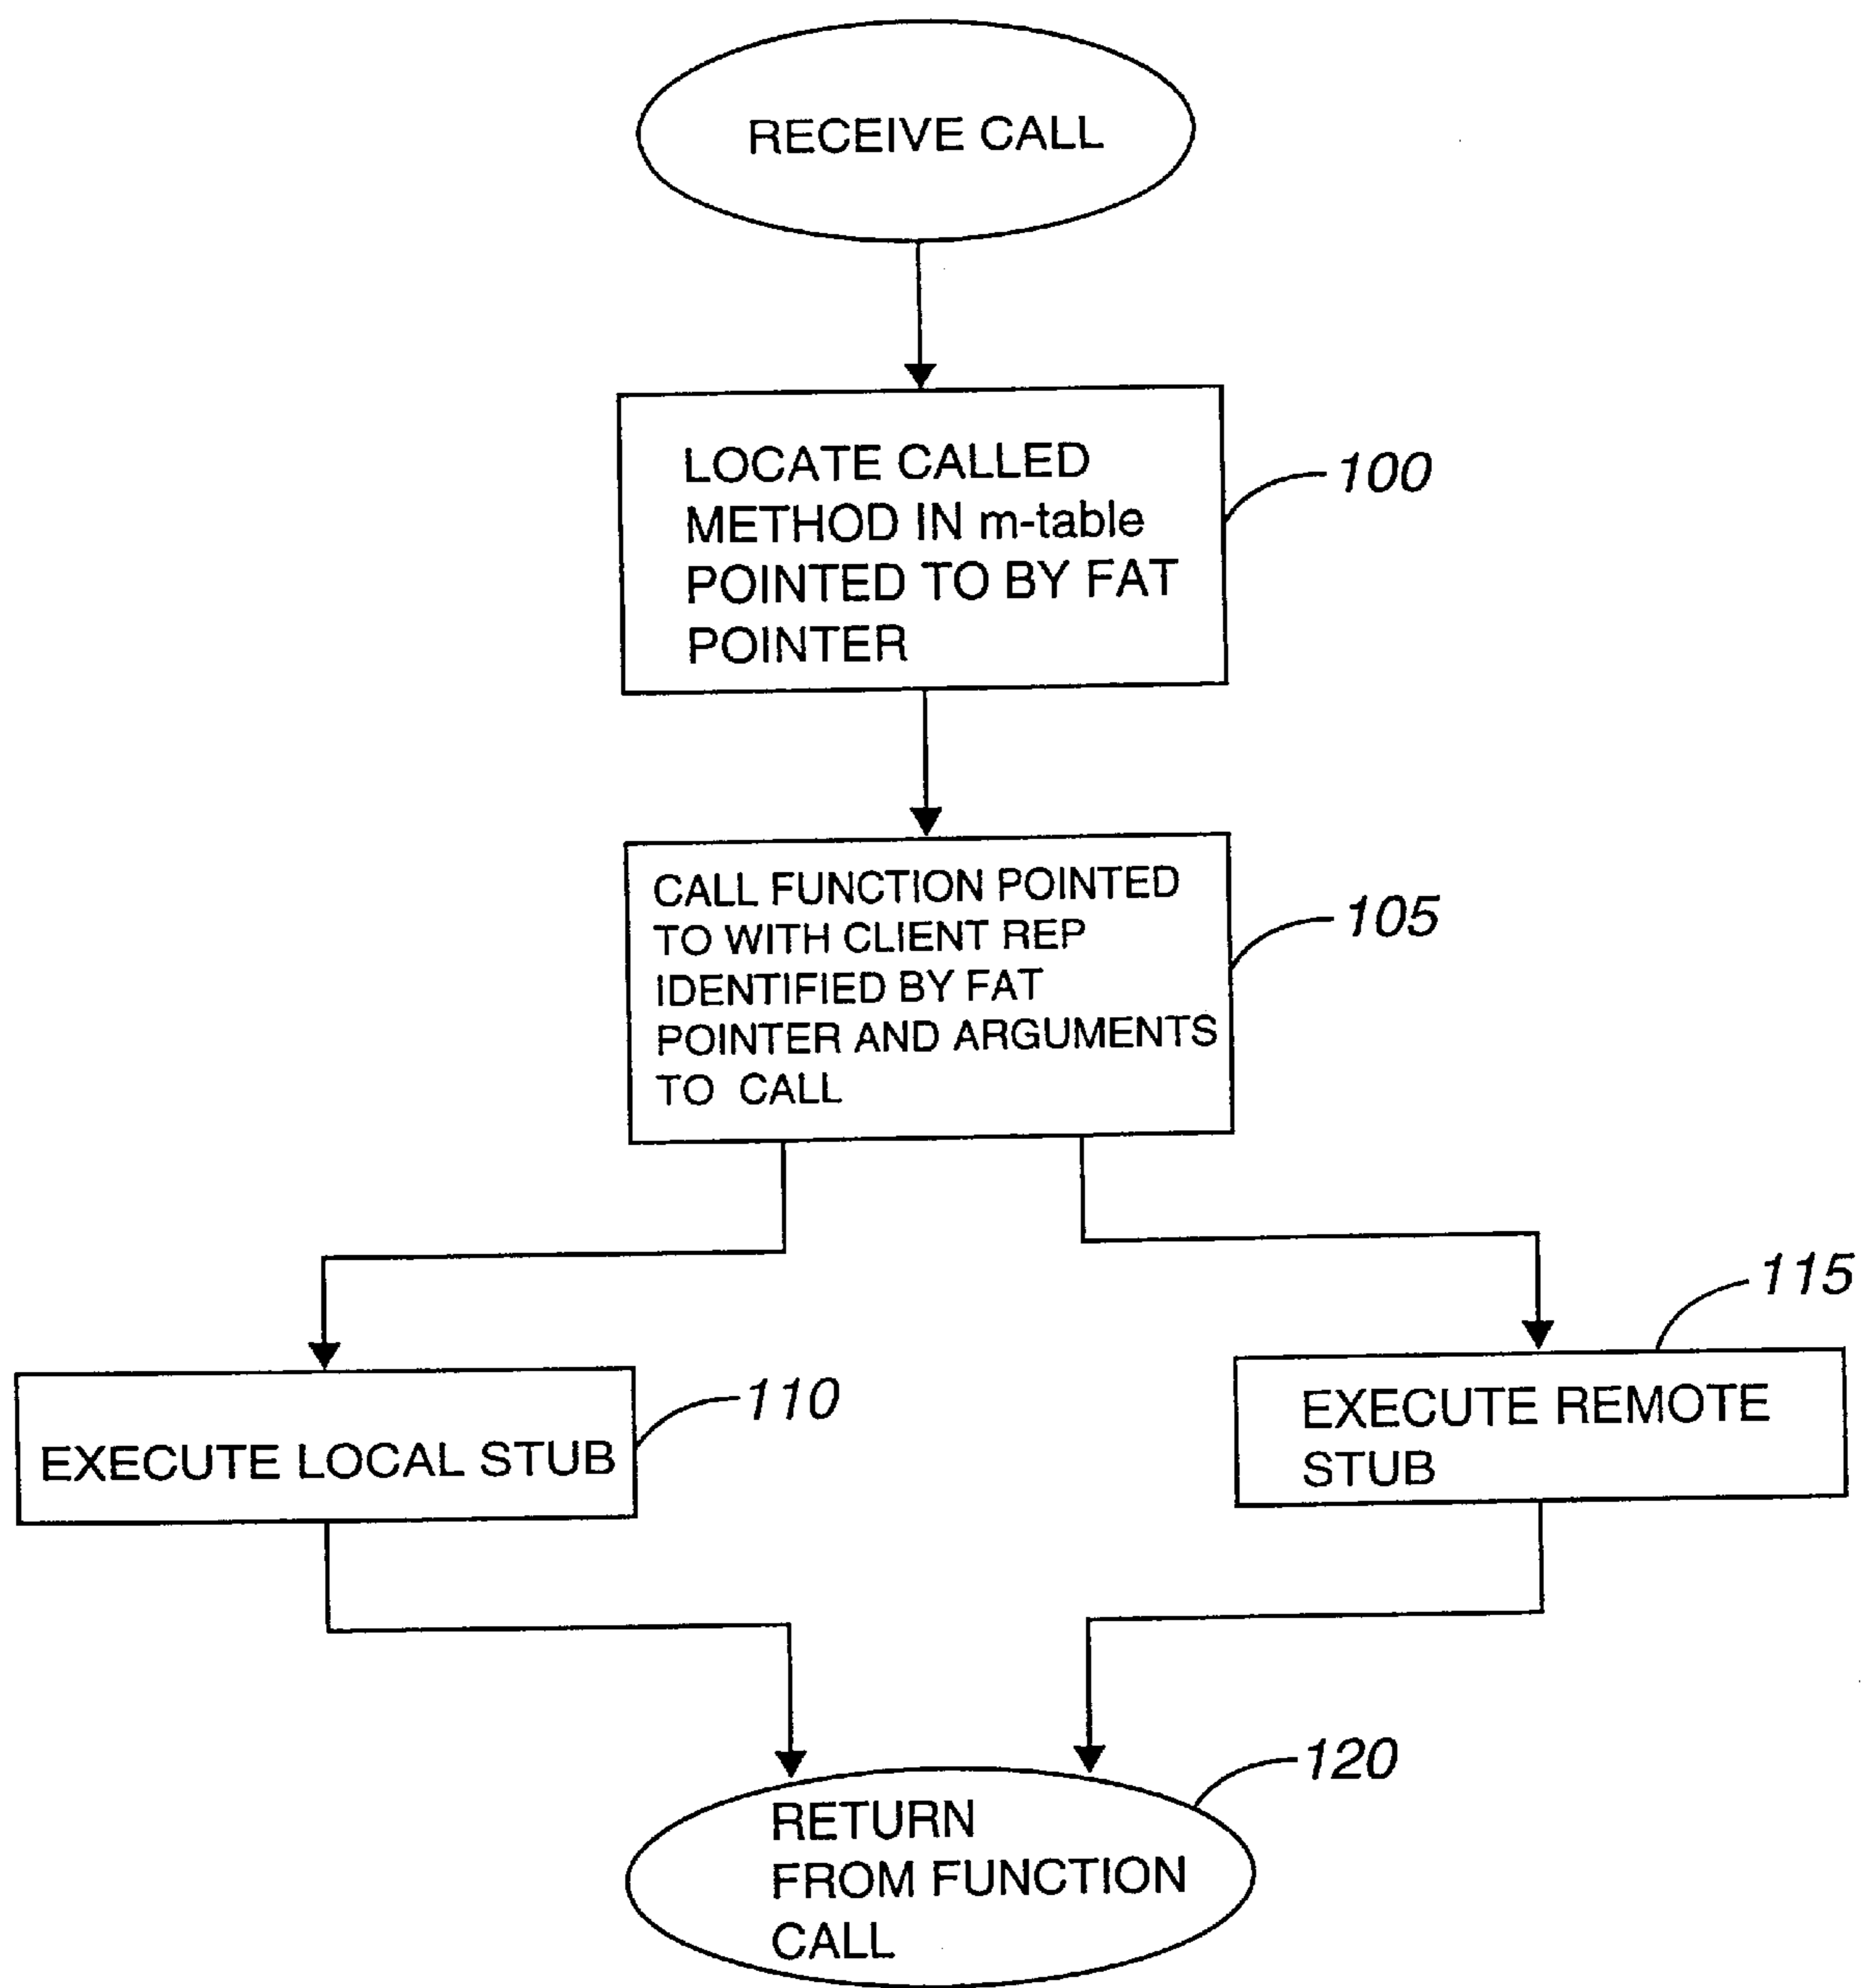 RECEIVE CALL
LOCATE CALLED
METHOD IN m-table
POINTED TO BY FAT
POINTER
100
CALL FUNCTION POINTED
TO WITH CLIENT REP
IDENTIFIED BY FAT
POINTER AND ARGUMENTS
TO CALL
105
EXECUTE LOCAL STUB
110
EXECUTE REMOTE
STUB
115
RETURN
FROM FUNCTION
CALL
120